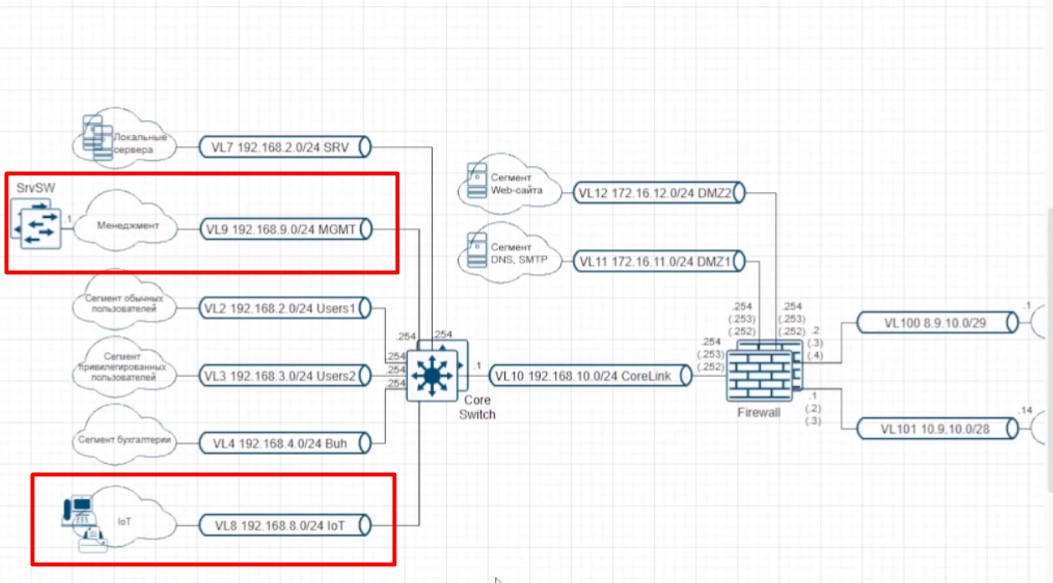 Локальные
сервера
VL7 192.168.2.0/24 SRV
SrvSW
.1
Менеджмент
VL9 192.168.9.0/24 MGMT
Сегмент обычных
пользователей
VL2 192.168.2.0/24 Users1
Сегмент
привилегированных
пользователей
VL3 192.168.3.0/24 Users2
Сегмент бухгалтерии
VL4 192.168.4.0/24 Buh
IoT
VL8 192.168.8.0/24 IoT
.254
.254
.254
.254
.254
Core
Switch
.1
VL10 192.168.10.0/24 CoreLink
Сегмент
Web-сайта
VL12 172.16.12.0/24 DMZ2
Сегмент
DNS, SMTP
VL11 172.16.11.0/24 DMZ1
.254
(.253)
(.252)
.254
(.253)
(.252)
.254
(.253)
(.252)
.2
(.3)
(.4)
Firewall
.1
(.2)
(.3)
VL100 8.9.10.0/29
.1
VL101 10.9.10.0/28
.14